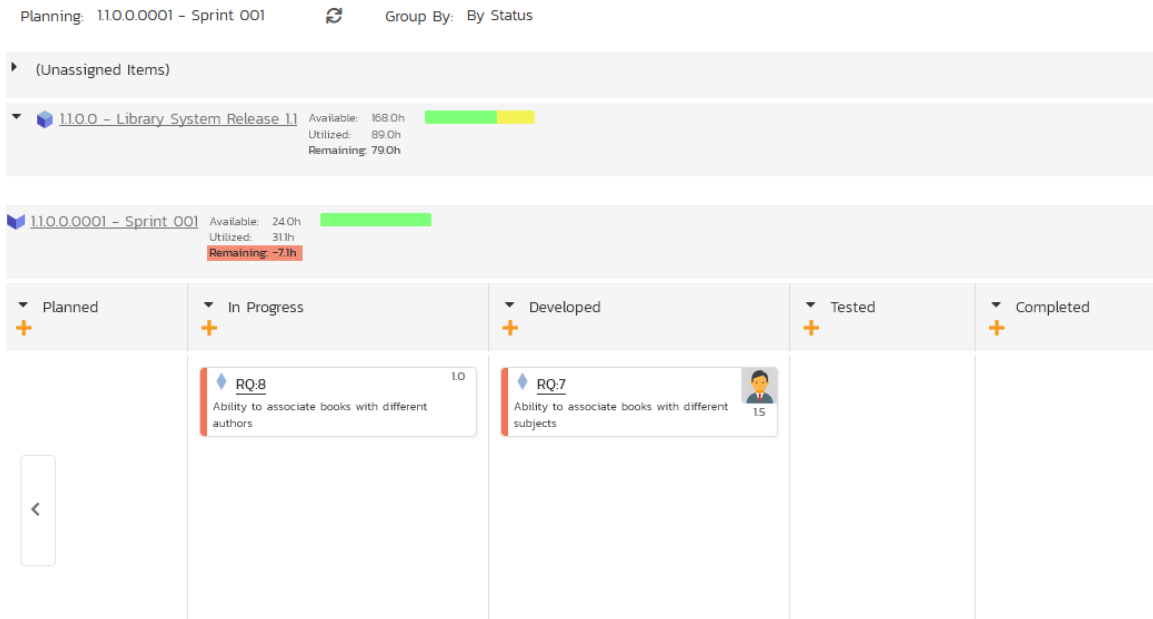 Planning: 1.1.0.0.0001 - Sprint 001 Group By: By Status
(Unassigned Items)
1.1.0.0 - Library System Release 1.1 Available: 168.0h
Utilized: 89.0h
Remaining: 79.0h
1.1.0.0.0001 - Sprint 001 Available: 24.0h
Utilized: 31.1h
Remaining: -7.1h
Planned In Progress Developed Tested Completed
RQ:8 1.0
Ability to associate books with different
authors
RQ:7
Ability to associate books with different
subjects
1.5